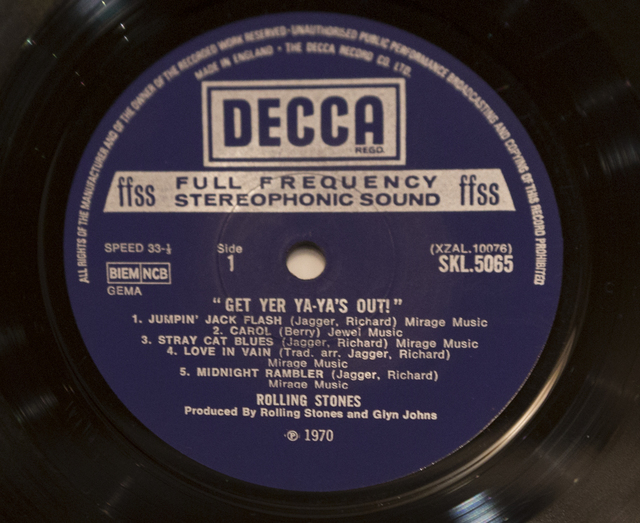 ALL RIGHTS OF THE MANUFACTURER AND OF THE OWNER OF THE RECORDED WORK RESERVED-UNAUTHORISED PUBLIC PERFORMANCE BROADCASTING AND COPYING OF THIS RECORD PROHIBITED
MADE IN ENGLAND · THE DECCA RECORD CO. LTD.
DECCA
REGD.
ffss FULL FREQUENCY STEREOPHONIC SOUND ffss
SPEED 33-⅓ Side (XZAL.10076)
1 SKL.5065
BIEM NCB
GEMA
"GET YER YA-YA'S OUT!"
1. JUMPIN' JACK FLASH (Jagger, Richard) Mirage Music
2. CAROL (Berry) Jewel Music
3. STRAY CAT BLUES (Jagger, Richard) Mirage Music
4. LOVE IN VAIN (Trad. arr. Jagger, Richard)
Mirage Music
5. MIDNIGHT RAMBLER (Jagger, Richard)
Mirage Music
ROLLING STONES
Produced By Rolling Stones and Glyn Johns
℗ 1970